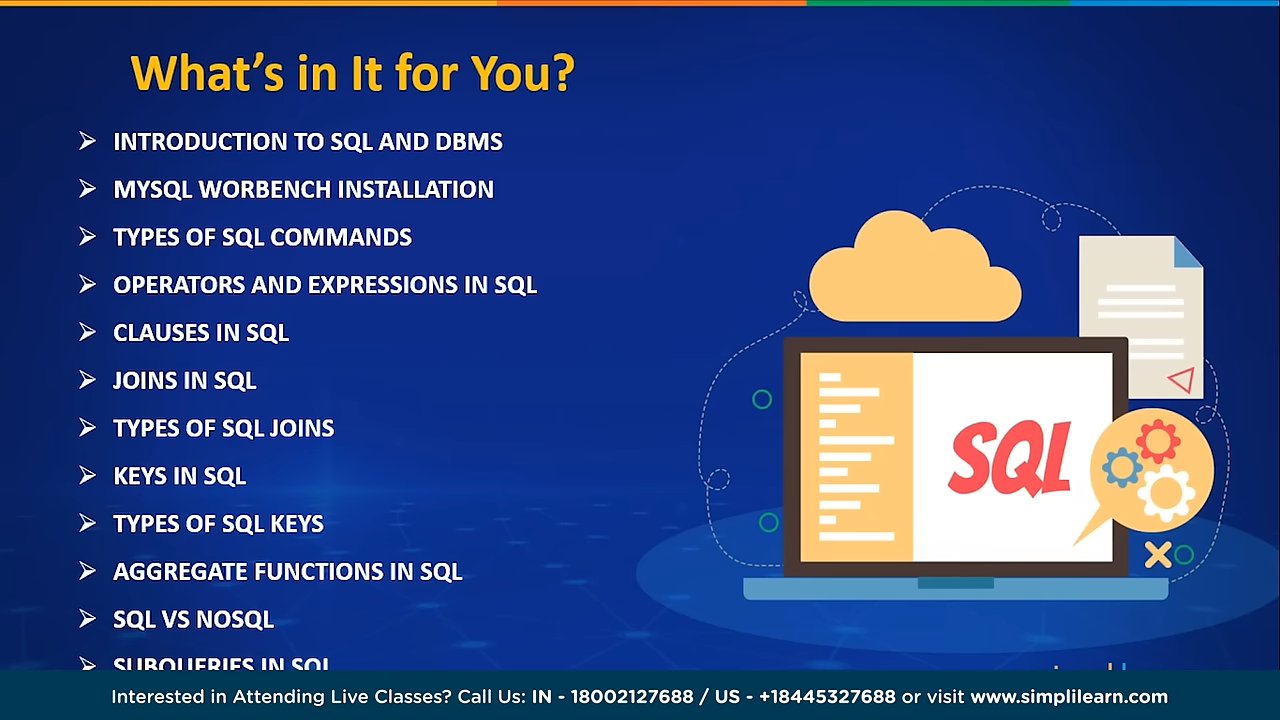 What's in It for You?
➢ INTRODUCTION TO SQL AND DBMS
➢ MYSQL WORBENCH INSTALLATION
➢ TYPES OF SQL COMMANDS
➢ OPERATORS AND EXPRESSIONS IN SQL
➢ CLAUSES IN SQL
➢ JOINS IN SQL
➢ TYPES OF SQL JOINS
➢ KEYS IN SQL
➢ TYPES OF SQL KEYS
➢ AGGREGATE FUNCTIONS IN SQL
➢ SQL VS NOSQL
➢ SUBQUERIES IN SQL
SQL
Interested in Attending Live Classes? Call Us: IN - 18002127688 / US - +18445327688 or visit www.simplilearn.com